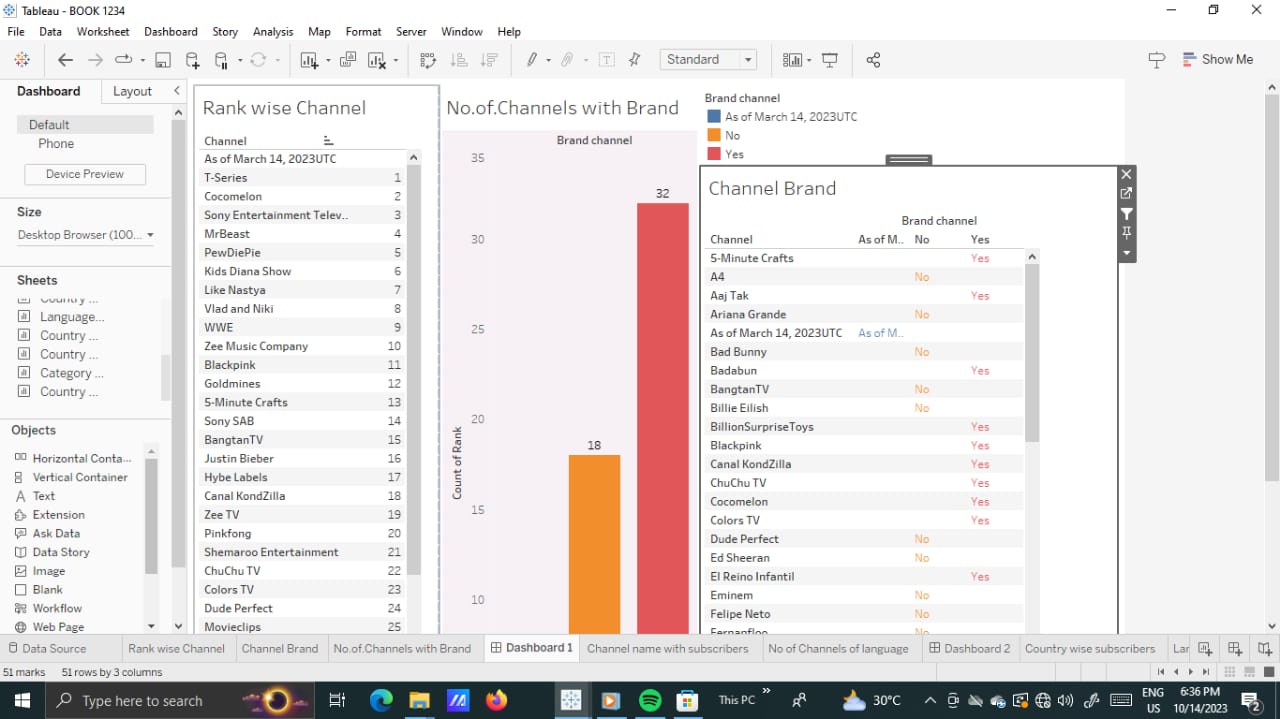 Tableau - BOOK 1234
File Data Worksheet Dashboard Story Analysis Map Format Server Window Help
Standard
Show Me
Dashboard Layout
Default
Phone
Device Preview
Size
Desktop Browser (100...
Sheets
Country ...
Language...
Country ...
Country ...
Category ...
Country ...
Objects
Horizontal Conta...
Vertical Container
Text
Extension
Ask Data
Data Story
Image
Blank
Workflow
Web Page
Rank wise Channel
Channel
As of March 14, 2023UTC
T-Series 1
Cocomelon 2
Sony Entertainment Telev.. 3
MrBeast 4
PewDiePie 5
Kids Diana Show 6
Like Nastya 7
Vlad and Niki 8
WWE 9
Zee Music Company 10
Blackpink 11
Goldmines 12
5-Minute Crafts 13
Sony SAB 14
BangtanTV 15
Justin Bieber 16
Hybe Labels 17
Canal KondZilla 18
Zee TV 19
Pinkfong 20
Shemaroo Entertainment 21
ChuChu TV 22
Colors TV 23
Dude Perfect 24
Movieclips 25
No.of.Channels with Brand
Brand channel
35
32
30
25
20
18
15
10
Count of Rank
Brand channel
As of March 14, 2023UTC
No
Yes
Channel Brand
Brand channel
Channel As of M.. No Yes
5-Minute Crafts Yes
A4 No
Aaj Tak Yes
Ariana Grande No
As of March 14, 2023UTC As of M..
Bad Bunny No
Badabun Yes
BangtanTV No
Billie Eilish No
BillionSurpriseToys Yes
Blackpink Yes
Canal KondZilla Yes
ChuChu TV Yes
Cocomelon Yes
Colors TV Yes
Dude Perfect No
Ed Sheeran No
El Reino Infantil Yes
Eminem No
Felipe Neto No
Fernanfloo No
Data Source Rank wise Channel Channel Brand No.of.Channels with Brand Dashboard 1 Channel name with subscribers No of Channels of language Dashboard 2 Country wise subscribers Lar
51 marks 51 rows by 3 columns
Type here to search
This PC
30°C
ENG
US
6:36 PM
10/14/2023
2